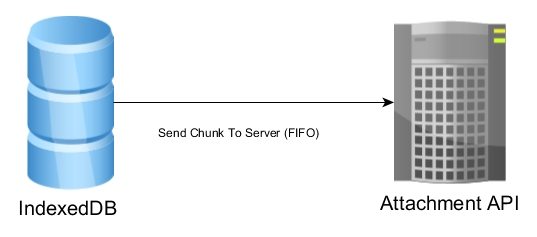 Send Chunk To Server (FIFO)
IndexedDB
Attachment API